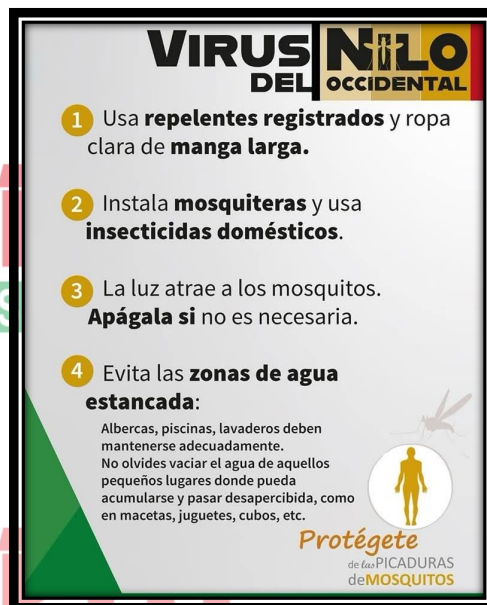 VIRUS
DEL
NILO
OCCIDENTAL
1 Usa repelentes registrados y ropa
clara de manga larga.
2 Instala mosquiteras y usa
insecticidas domésticos.
3 La luz atrae a los mosquitos.
Apágala si no es necesaria.
4 Evita las zonas de agua
estancada:
Albercas, piscinas, lavaderos deben
mantenerse adecuadamente.
No olvides vaciar el agua de aquellos
pequeños lugares donde pueda
acumularse y pasar desapercibida, como
en macetas, juguetes, cubos, etc.
Protégete
de las PICADURAS
de MOSQUITOS